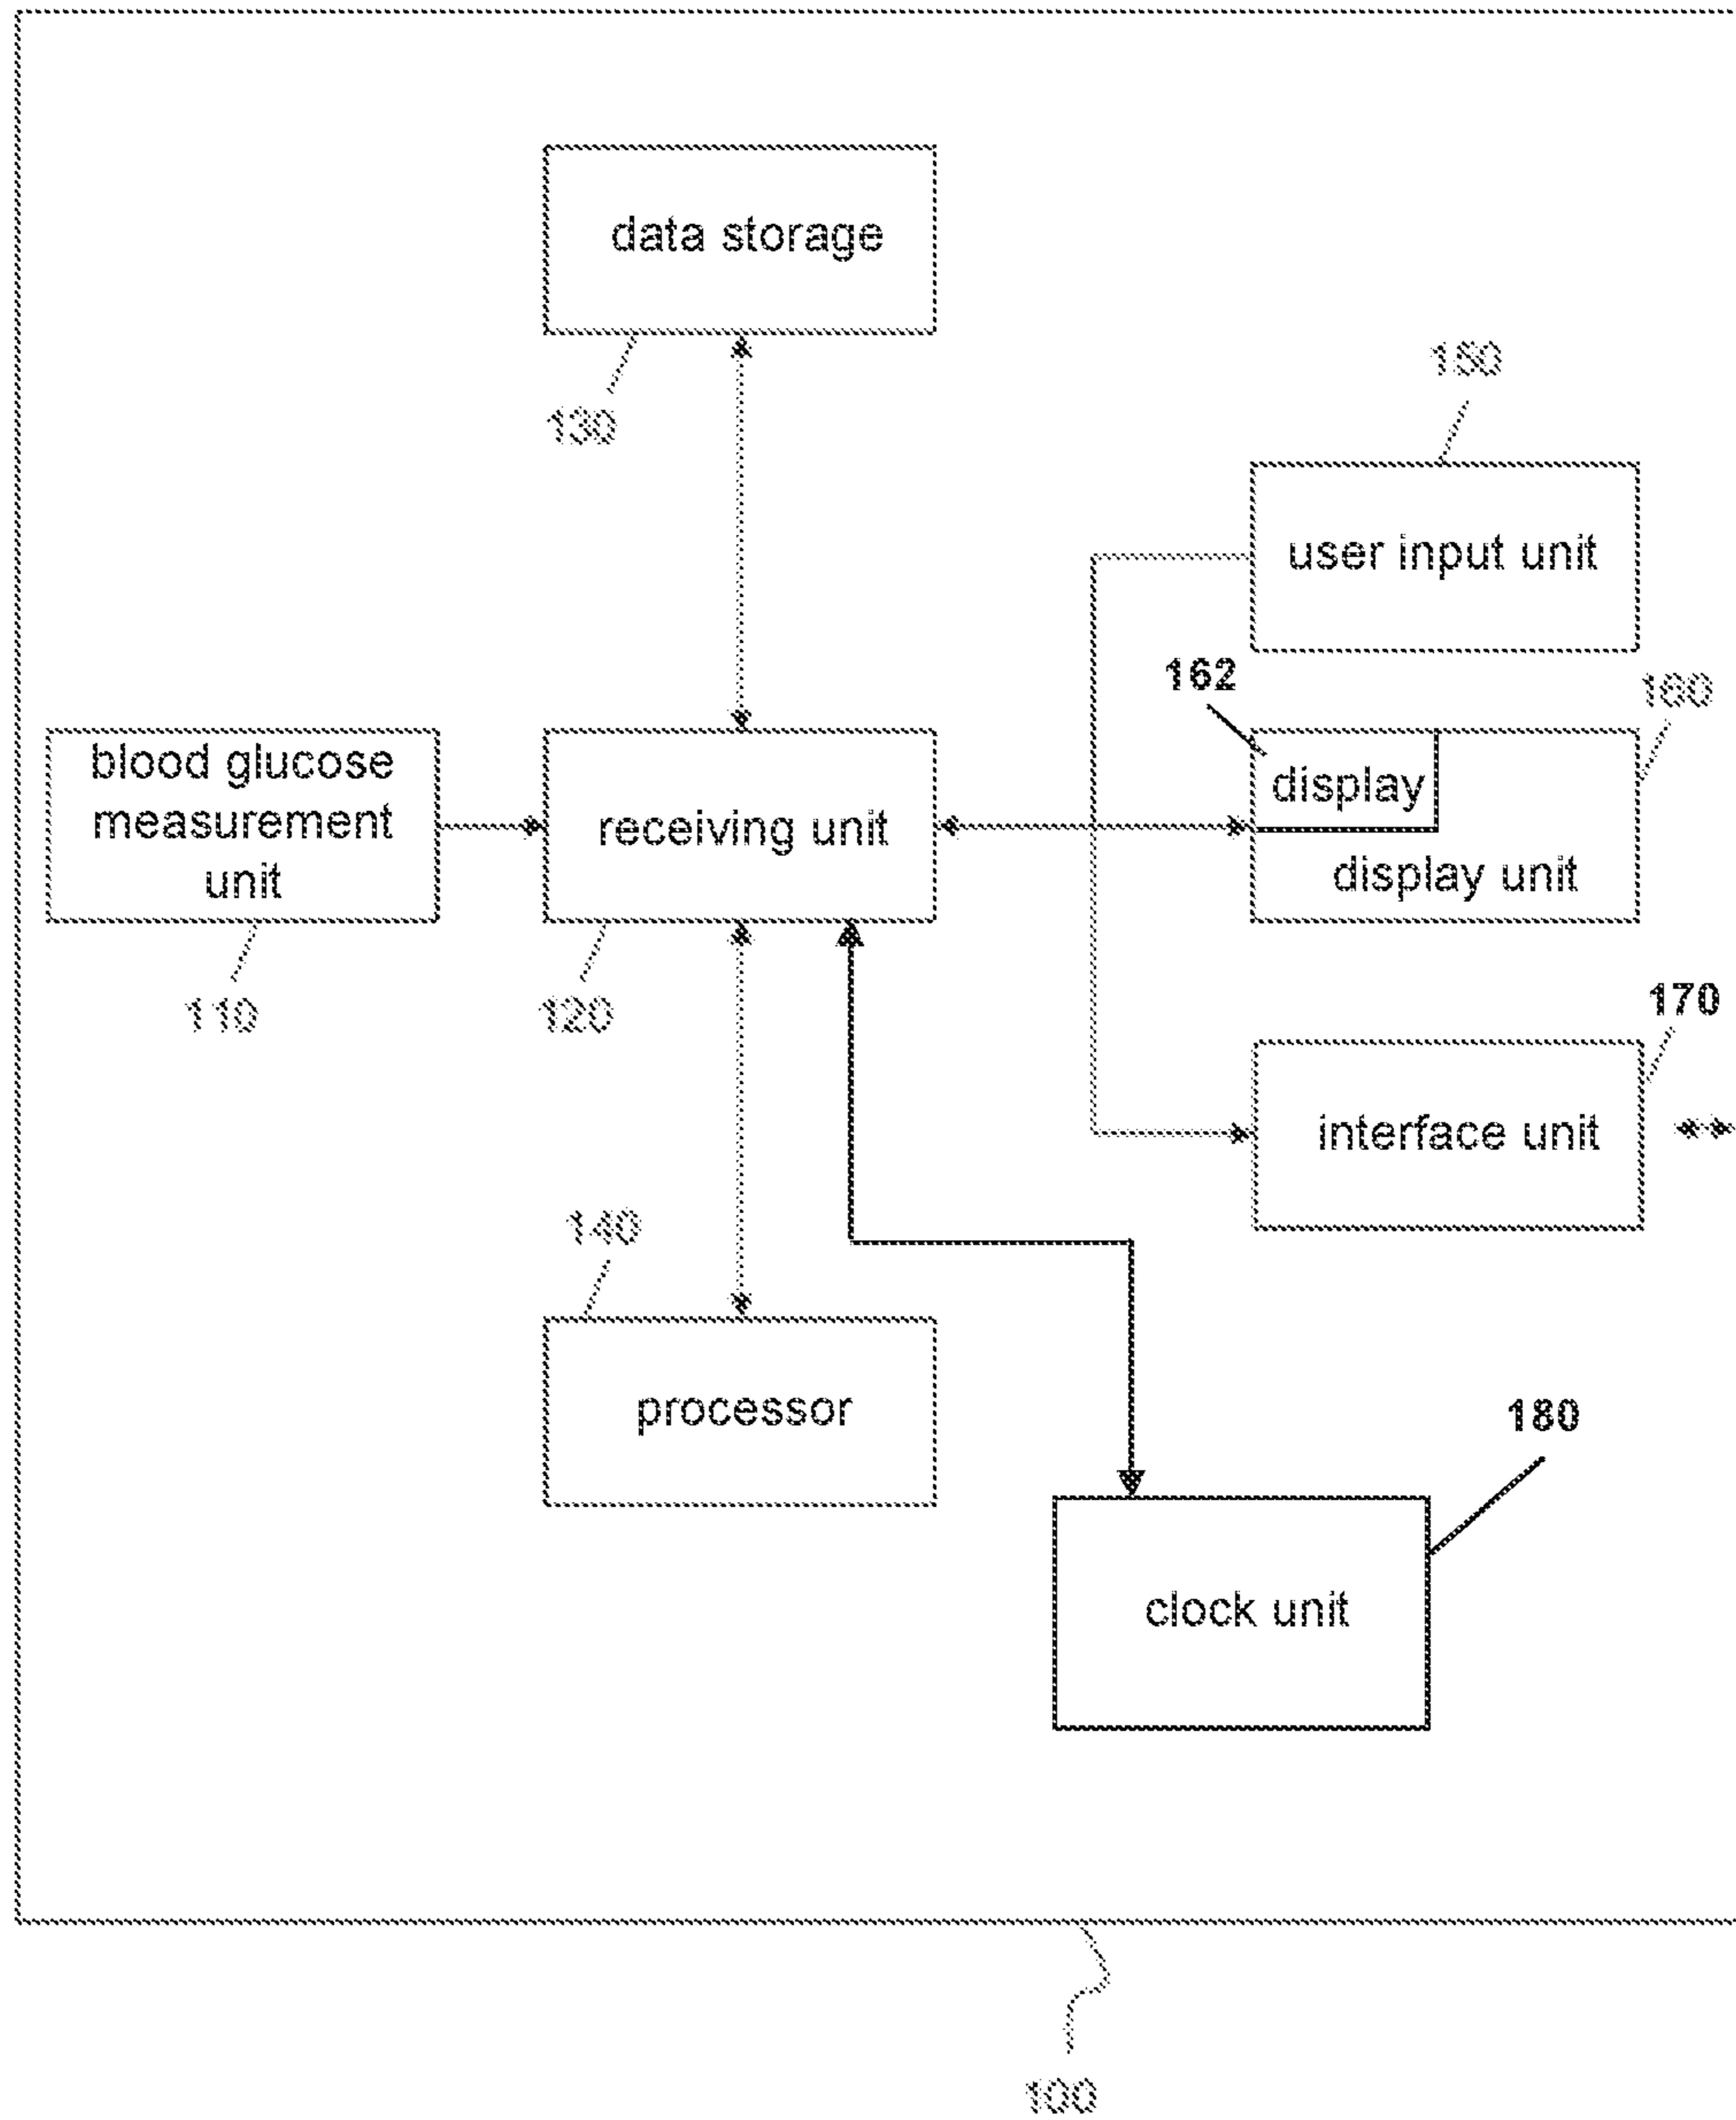 data storage
130
150
user input unit
162
160
display
display unit
blood glucose
measurement
unit
110
receiving unit
120
170
interface unit
140
processor
180
clock unit
100